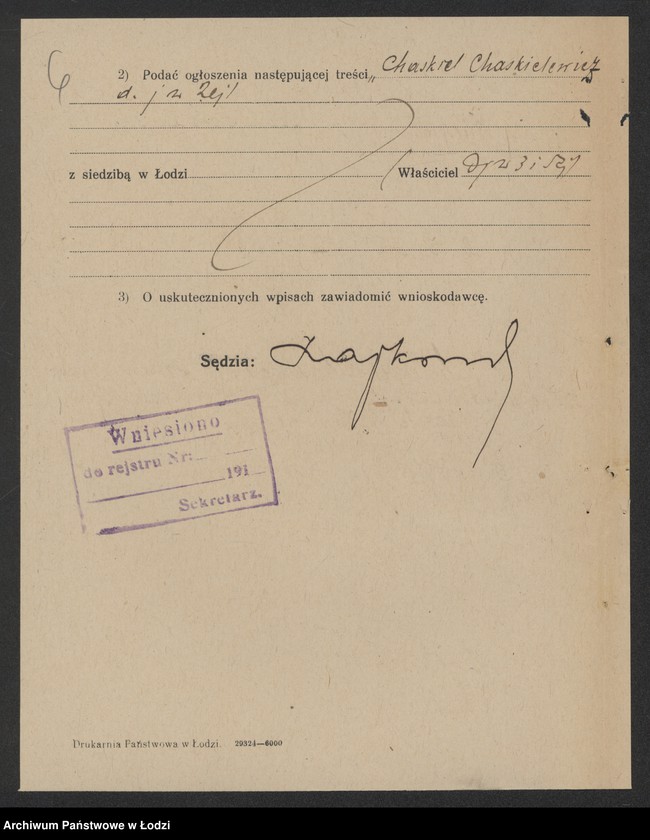 2) Podać ogłoszenia następującej treści „Chaskiel Chaskielewicz
d. j w
z siedzibą w Łodzi
Właściciel w 3 i
3) O uskutecznionych wpisach zawiadomić wnioskodawcę.
Sędzia:
Wniesiono
do rejstru Nr:
191
Sekretarz.
Drukarnia Państwowa w Łodzi. 29324—6000
Archiwum Państwowe w Łodzi